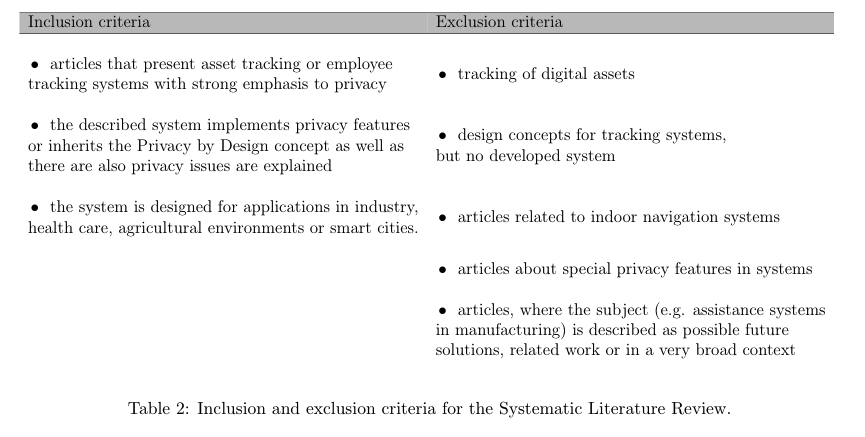 Inclusion criteria
Exclusion criteria
• articles that present asset tracking or employee
tracking systems with strong emphasis to privacy
• the described system implements privacy features
or inherits the Privacy by Design concept as well as
there are also privacy issues are explained
• the system is designed for applications in industry,
health care, agricultural environments or smart cities.
• tracking of digital assets
• design concepts for tracking systems,
but no developed system
• articles related to indoor navigation systems
• articles about special privacy features in systems
• articles, where the subject (e.g. assistance systems
in manufacturing) is described as possible future
solutions, related work or in a very broad context
Table 2: Inclusion and exclusion criteria for the Systematic Literature Review.